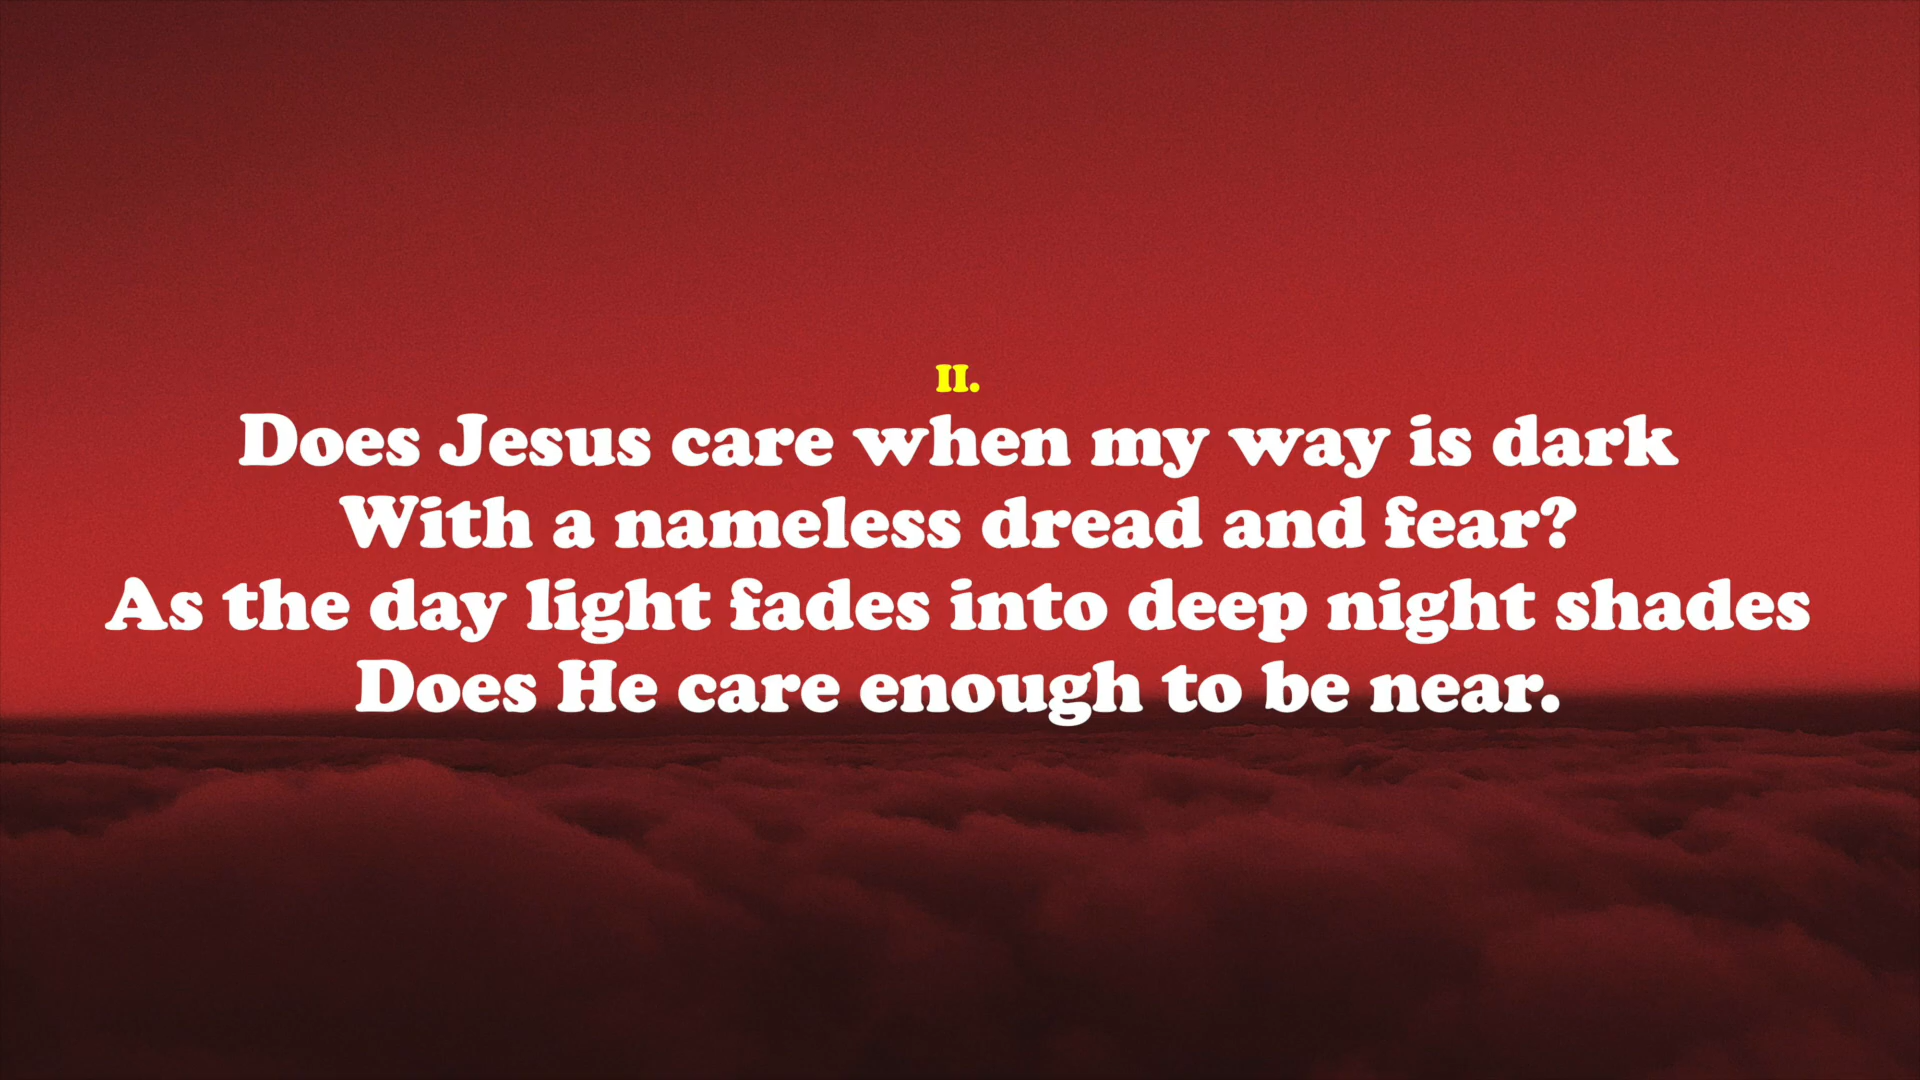 II.
Does Jesus care when my way is dark
With a nameless dread and fear?
As the day light fades into deep night shades
Does He care enough to be near.